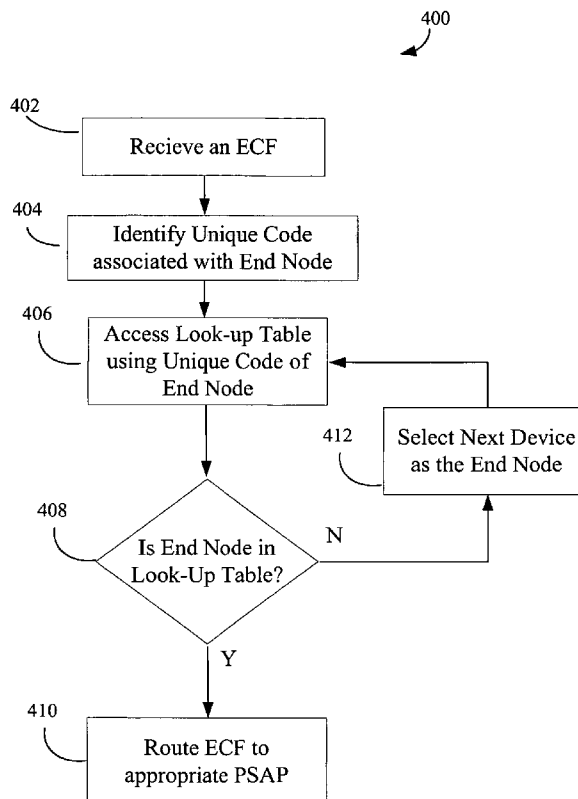 400
402
Recieve an ECF
404
Identify Unique Code
associated with End Node
406
Access Look-up Table
using Unique Code of
End Node
412
Select Next Device
as the End Node
408
Is End Node in
Look-Up Table?
N
Y
410
Route ECF to
appropriate PSAP